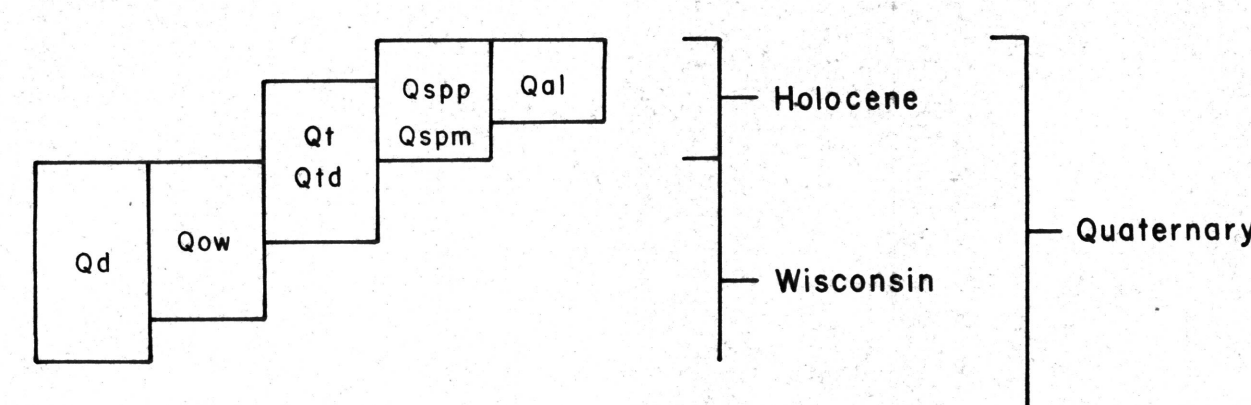 Qspp
Qal
Holocene
Qt
Qspm
Qtd
Quaternary
Qow
Qd
Wisconsin